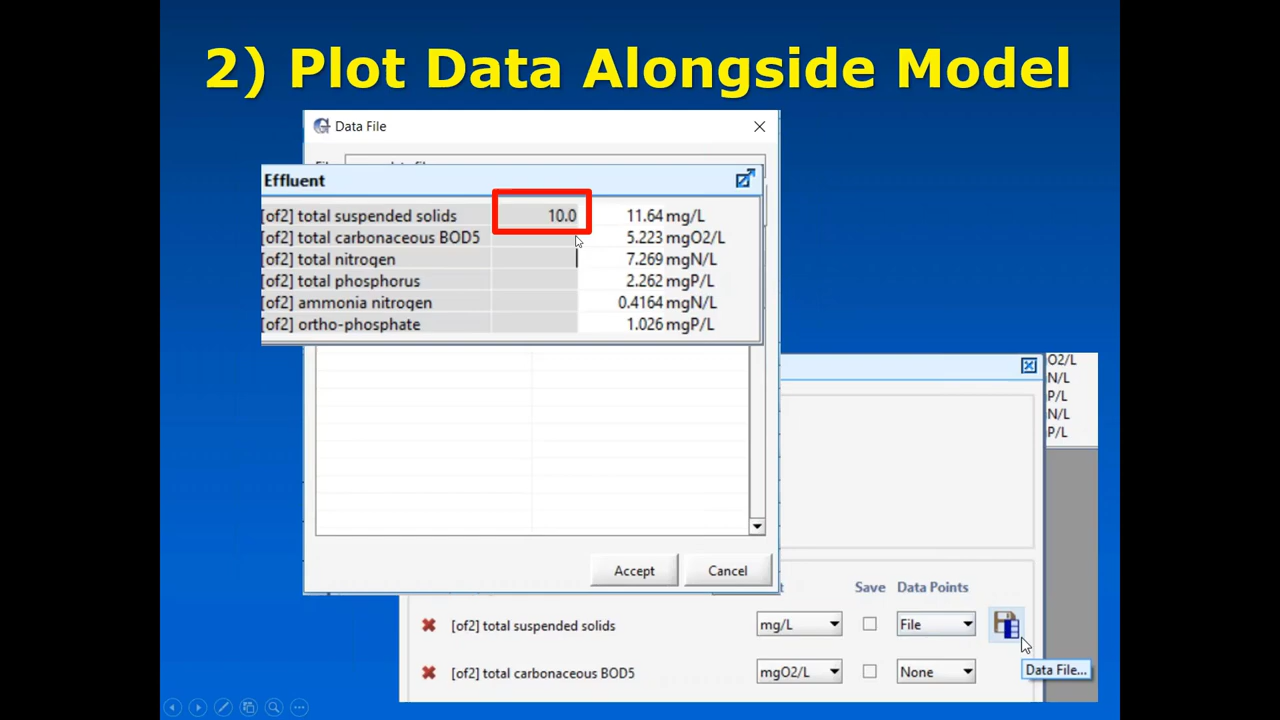 2) Plot Data Alongside Model
Data File
Effluent
[of2] total suspended solids 10.0 11.64 mg/L
[of2] total carbonaceous BOD5 5.223 mgO2/L
[of2] total nitrogen 7.269 mgN/L
[of2] total phosphorus 2.262 mgP/L
[of2] ammonia nitrogen 0.4164 mgN/L
[of2] ortho-phosphate 1.026 mgP/L
O2/L
N/L
P/L
N/L
P/L
Accept Cancel
Save Data Points
[of2] total suspended solids mg/L File
[of2] total carbonaceous BOD5 mgO2/L None
Data File...